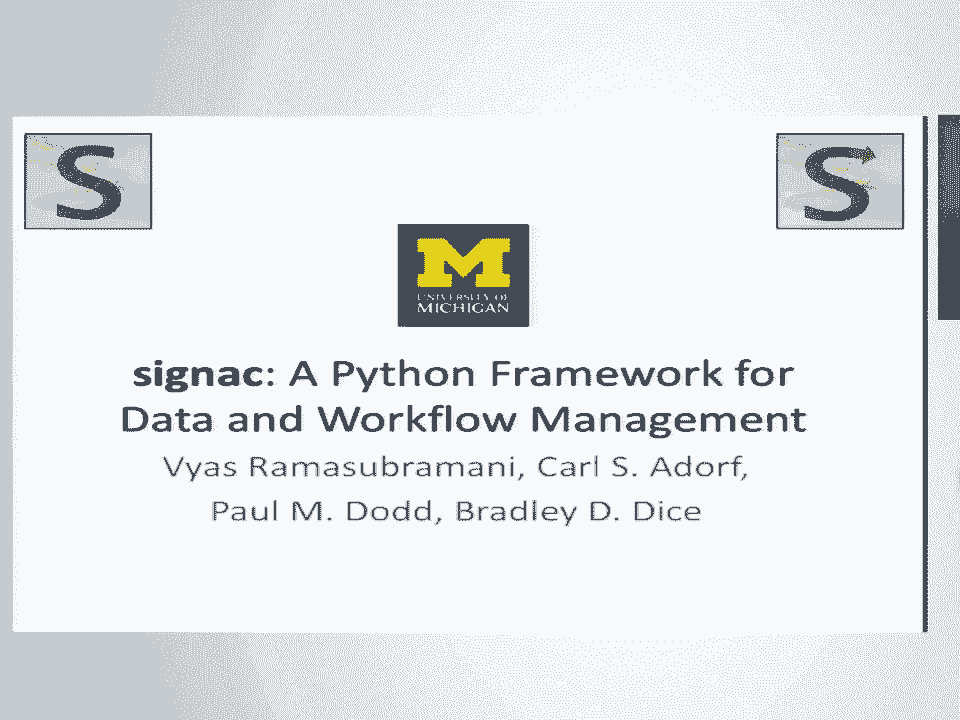 S
S
M
UNIVERSITY OF
MICHIGAN
signac: A Python Framework for
Data and Workflow Management
Vyas Ramasubramani, Carl S. Adorf,
Paul M. Dodd, Bradley D. Dice